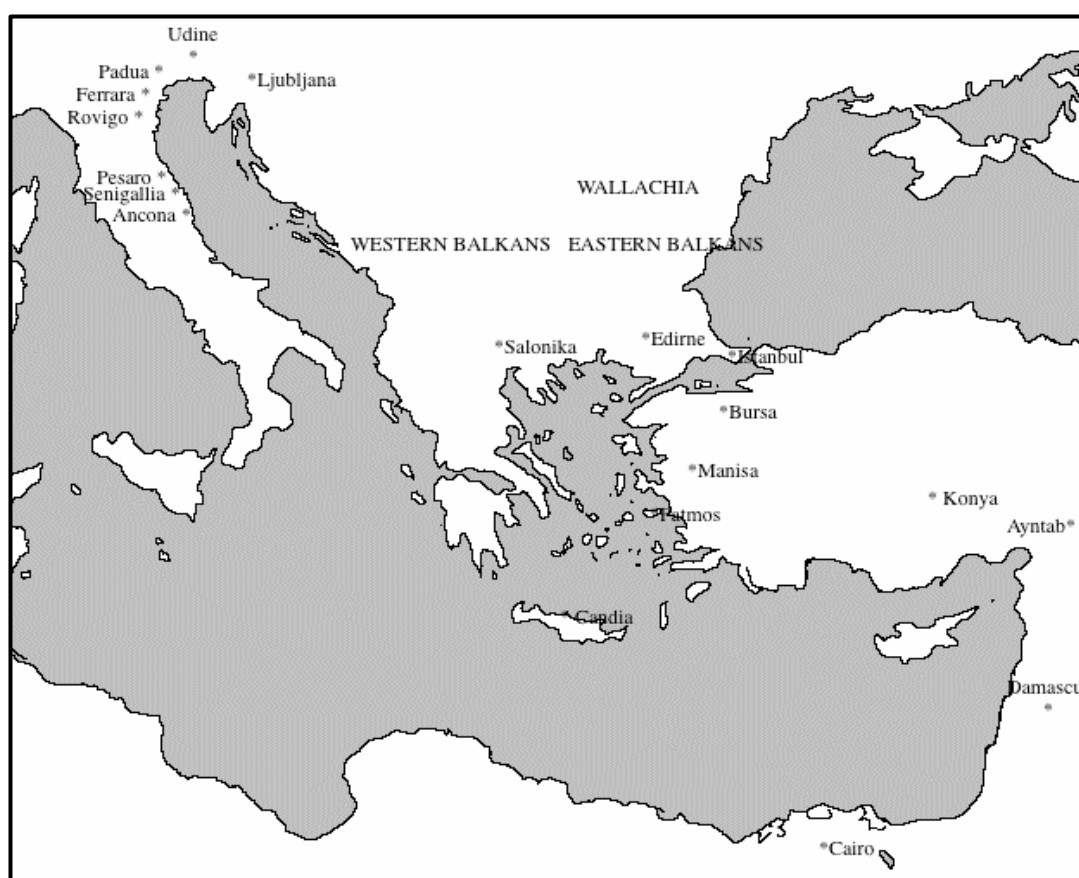 Udine
*
Padua *
*Ljubljana
Ferrara *
Rovigo *
Pesaro *
Senigallia *
Ancona *
WALLACHIA
WESTERN BALKANS
EASTERN BALKANS
*Salonika
*Edirne
*Istanbul
*Bursa
*Manisa
*Konya
*Patmos
Ayntab*
*Candia
Damascu
*
*Cairo